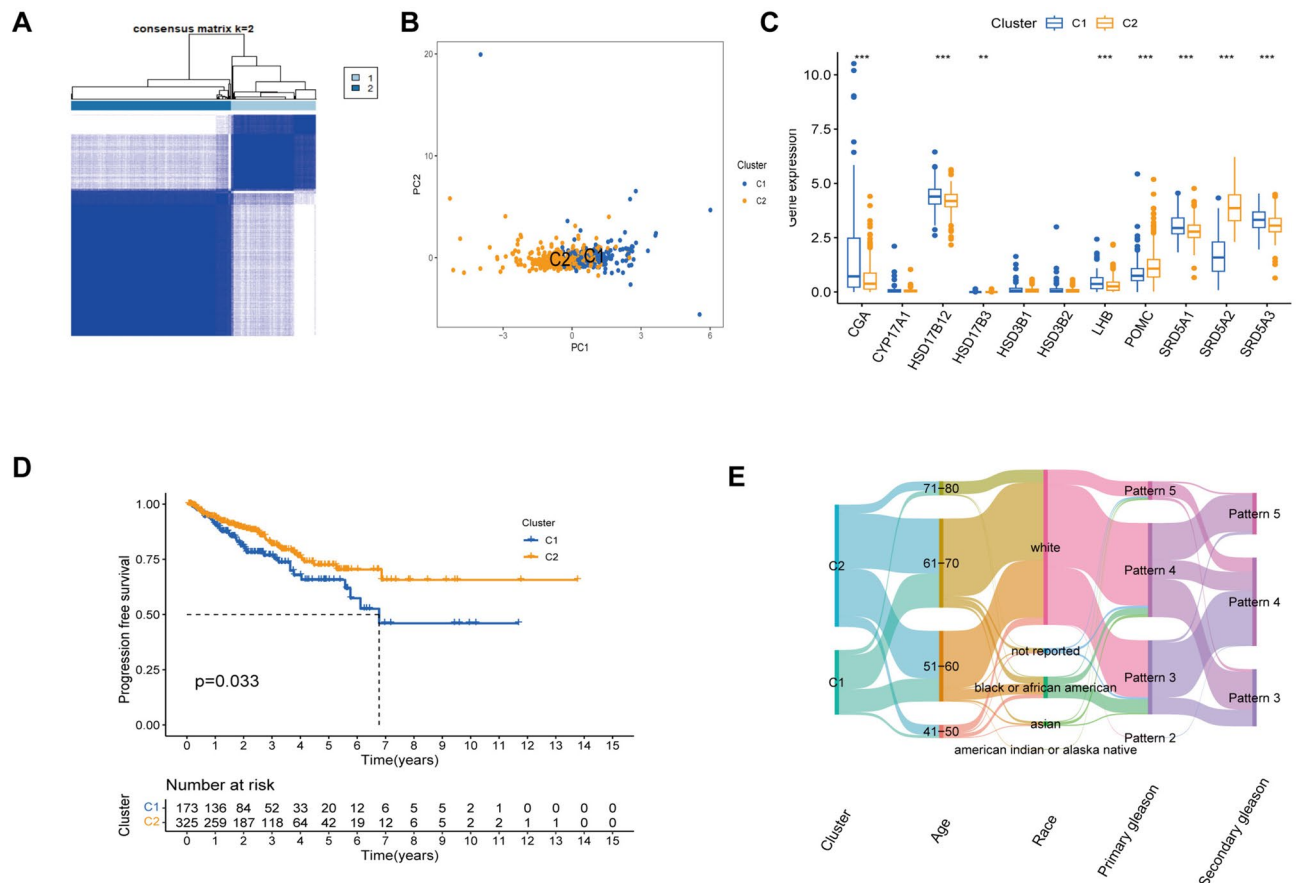 A
consensus matrix k=2
1
2
B
20
10
0
PC2
−3
0
3
6
PC1
C2
C1
Cluster
C1
C2
C
Cluster
C1
C2
*** *** ** *** *** *** *** ***
10.0
7.5
5.0
2.5
0.0
Gene expression
CGA
CYP17A1
HSD17B12
HSD17B3
HSD3B1
HSD3B2
LHB
POMC
SRD5A1
SRD5A2
SRD5A3
D
1.00
0.75
0.50
0.25
0.00
Progression free survival
Cluster
C1
C2
p=0.033
0 1 2 3 4 5 6 7 8 9 10 11 12 13 14 15
Time(years)
Number at risk
Cluster
C1 173 136 84 52 33 20 12 6 5 5 2 1 0 0 0 0
C2 325 259 187 118 64 42 19 12 6 5 2 2 1 1 0 0
0 1 2 3 4 5 6 7 8 9 10 11 12 13 14 15
Time(years)
E
C2
C1
71−80
61−70
51−60
41−50
white
not reported
black or african american
asian
american indian or alaska native
Pattern 5
Pattern 4
Pattern 3
Pattern 2
Pattern 5
Pattern 4
Pattern 3
Cluster
Age
Race
Primary gleason
Secondary gleason